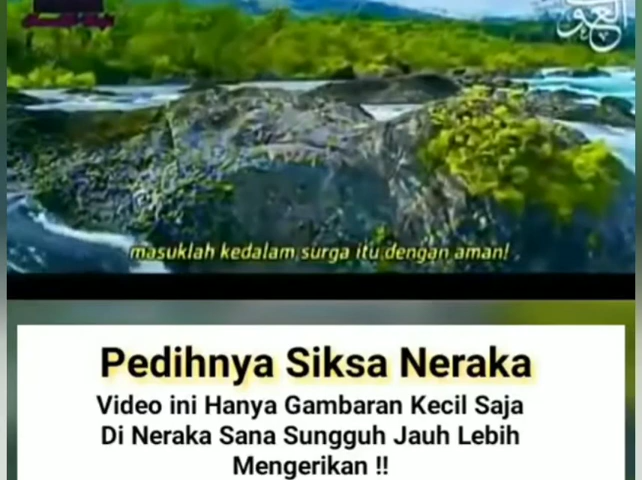 masuklah kedalam surga itu dengan aman!
Pedihnya Siksa Neraka
Video ini Hanya Gambaran Kecil Saja
Di Neraka Sana Sungguh Jauh Lebih
Mengerikan !!